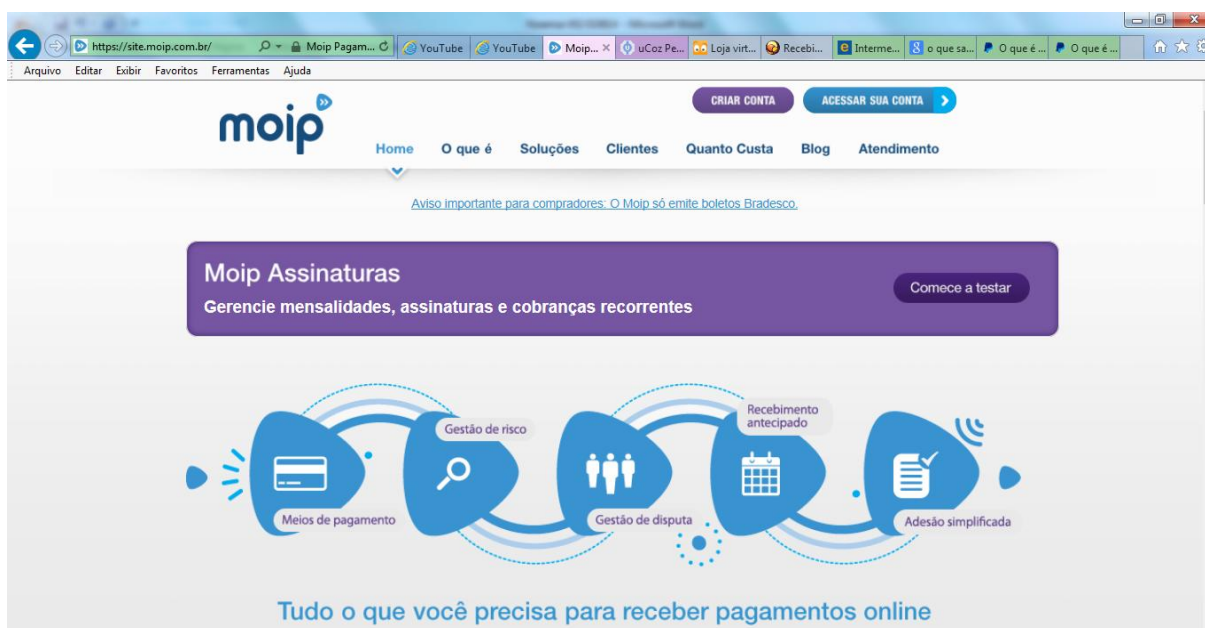 https://site.moip.com.br/
Moip Pagam...
YouTube
YouTube
Moip...
uCoz Pe...
Loja virt...
Recebi...
Interme...
o que sa...
O que é ...
O que é ...
Arquivo Editar Exibir Favoritos Ferramentas Ajuda
moip
CRIAR CONTA
ACESSAR SUA CONTA
Home O que é Soluções Clientes Quanto Custa Blog Atendimento
Aviso importante para compradores: O Moip só emite boletos Bradesco.
Moip Assinaturas
Gerencie mensalidades, assinaturas e cobranças recorrentes
Comece a testar
Meios de pagamento
Gestão de risco
Gestão de disputa
Recebimento
antecipado
Adesão simplificada
Tudo o que você precisa para receber pagamentos online